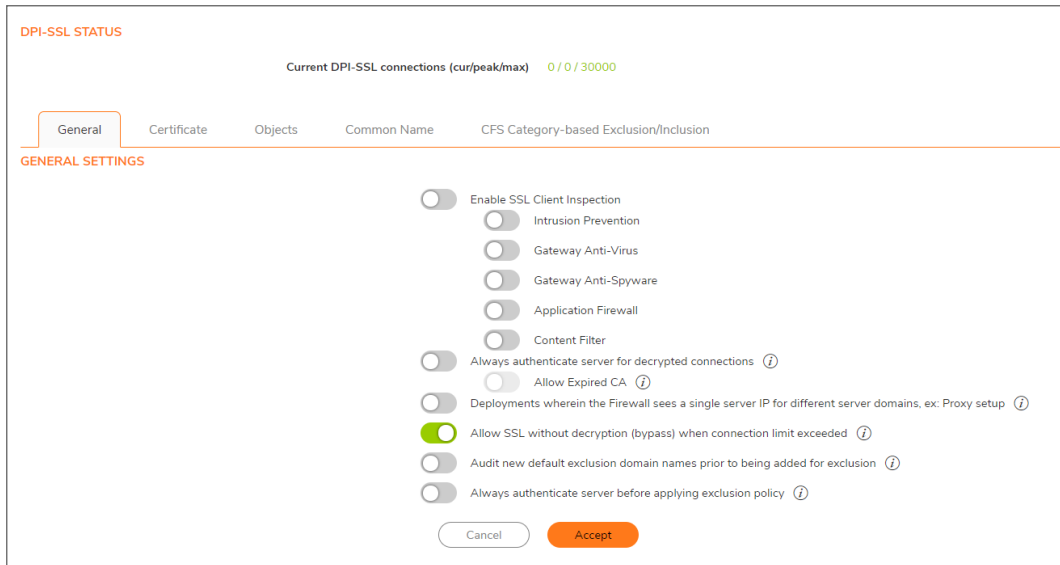 DPI-SSL STATUS
Current DPI-SSL connections (cur/peak/max) 0 / 0 / 30000
General Certificate Objects Common Name CFS Category-based Exclusion/Inclusion
GENERAL SETTINGS
Enable SSL Client Inspection
Intrusion Prevention
Gateway Anti-Virus
Gateway Anti-Spyware
Application Firewall
Content Filter
Always authenticate server for decrypted connections i
Allow Expired CA i
Deployments wherein the Firewall sees a single server IP for different server domains, ex: Proxy setup i
Allow SSL without decryption (bypass) when connection limit exceeded i
Audit new default exclusion domain names prior to being added for exclusion i
Always authenticate server before applying exclusion policy i
Cancel Accept